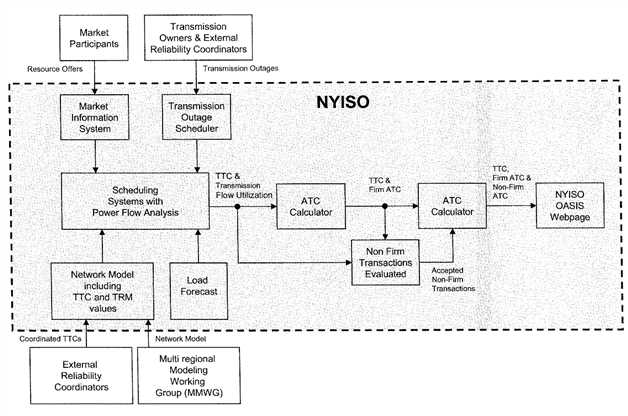 Market
Participants
Transmission
Owners & External
Reliability Coordinators
Resource Offers
Transmission Outages
NYISO
Market
Information
System
Transmission
Outage
Scheduler
Scheduling
Systems with
Power Flow Analysis
TTC &
Transmission
Flow Utilization
ATC
Calculator
TTC &
Firm ATC
ATC
Calculator
TTC,
Firm ATC &
Non-Firm
ATC
NYISO
OASIS
Webpage
Non Firm
Transactions
Evaluated
Accepted
Non-Firm
Transactions
Network Model
including
TTC and TRM
values
Load
Forecast
Coordinated TTCs
Network Model
External
Reliability
Coordinators
Multi regional
Modeling
Working
Group (MMWG)